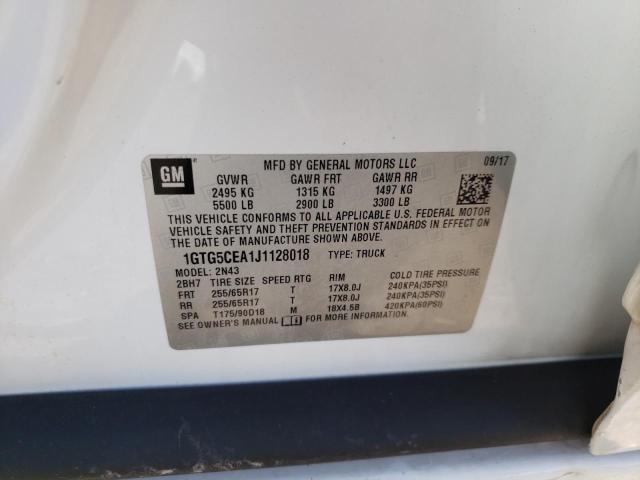 GM MFD BY GENERAL MOTORS LLC 09/17
GVWR GAWR FRT GAWR RR
2495 KG 1315 KG 1497 KG
5500 LB 2900 LB 3300 LB
THIS VEHICLE CONFORMS TO ALL APPLICABLE U.S. FEDERAL MOTOR
VEHICLE SAFETY AND THEFT PREVENTION STANDARDS IN EFFECT ON
THE DATE OF MANUFACTURE SHOWN ABOVE.
1GTG5CEA1J1128018 TYPE: TRUCK
MODEL: 2N43
2BH7 TIRE SIZE SPEED RTG RIM COLD TIRE PRESSURE
FRT 255/65R17 T 17X8.0J 240KPA(35PSI)
RR 255/65R17 T 17X8.0J 240KPA(35PSI)
SPA T175/90D18 M 18X4.5B 420KPA(60PSI)
SEE OWNER'S MANUAL FOR MORE INFORMATION.